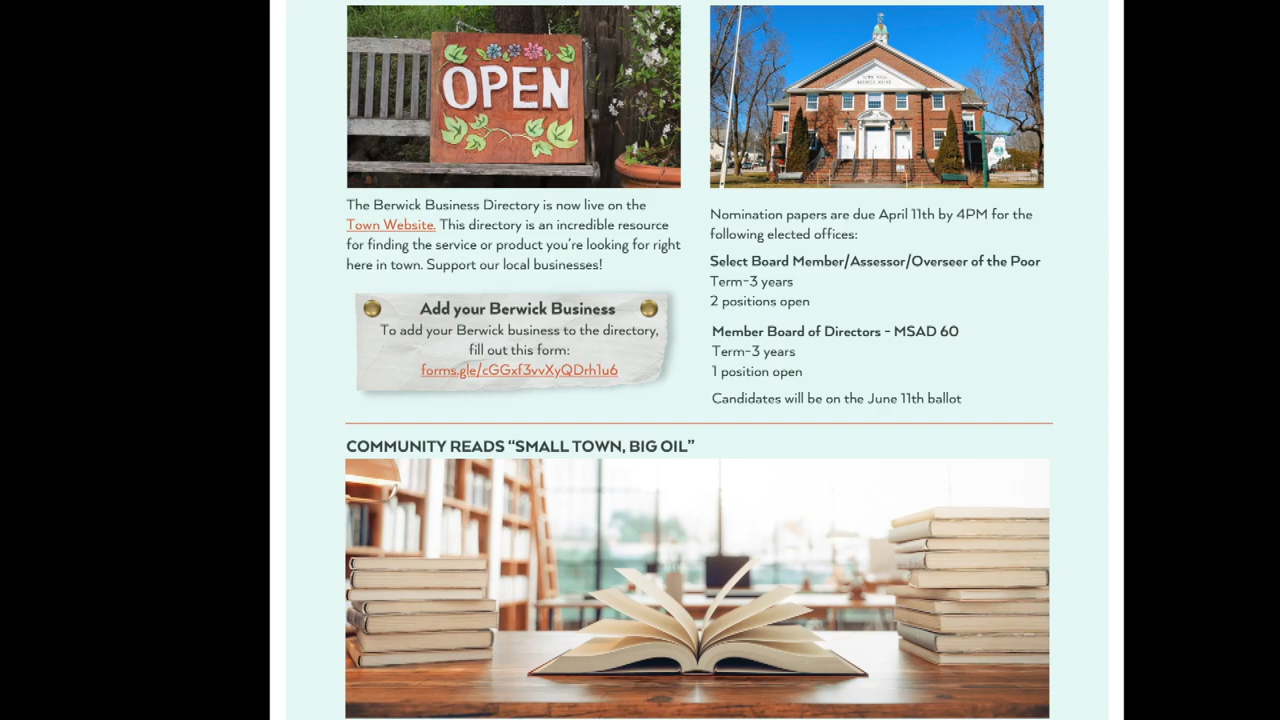 OPEN
TOWN HALL
BERWICK MAINE
The Berwick Business Directory is now live on the
Town Website. This directory is an incredible resource
for finding the service or product you're looking for right
here in town. Support our local businesses!
Add your Berwick Business
To add your Berwick business to the directory,
fill out this form:
forms.gle/cGGxf3vvXyQDrh1u6
Nomination papers are due April 11th by 4PM for the
following elected offices:
Select Board Member/Assessor/Overseer of the Poor
Term-3 years
2 positions open
Member Board of Directors - MSAD 60
Term-3 years
1 position open
Candidates will be on the June 11th ballot
COMMUNITY READS “SMALL TOWN, BIG OIL”